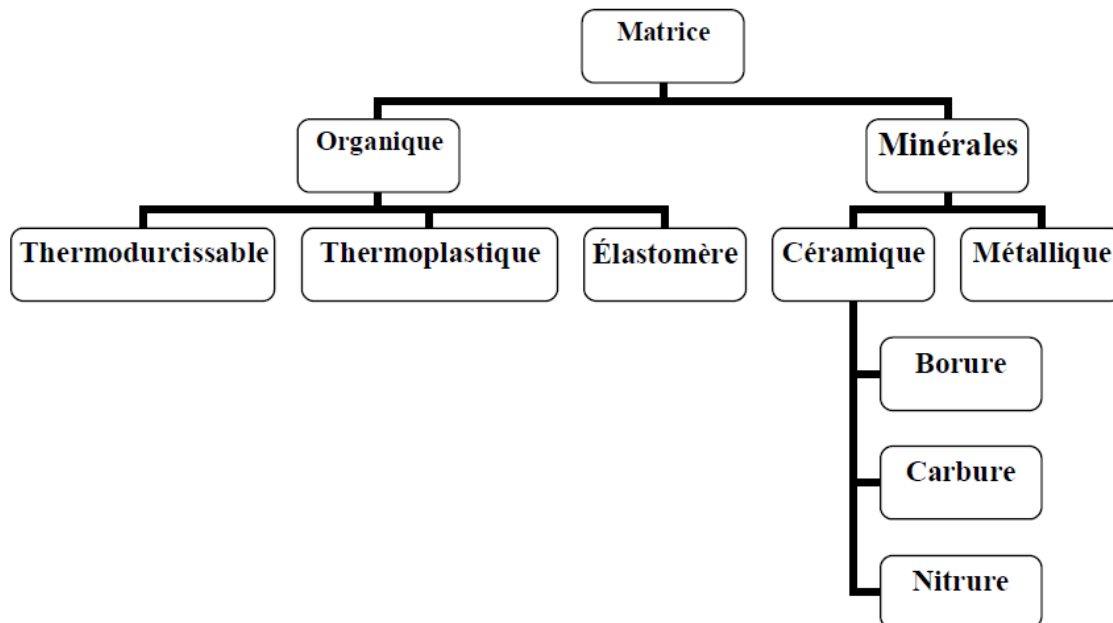 Matrice
Organique
Minérales
Thermodurcissable
Thermoplastique
Élastomère
Céramique
Métallique
Borure
Carbure
Nitrure